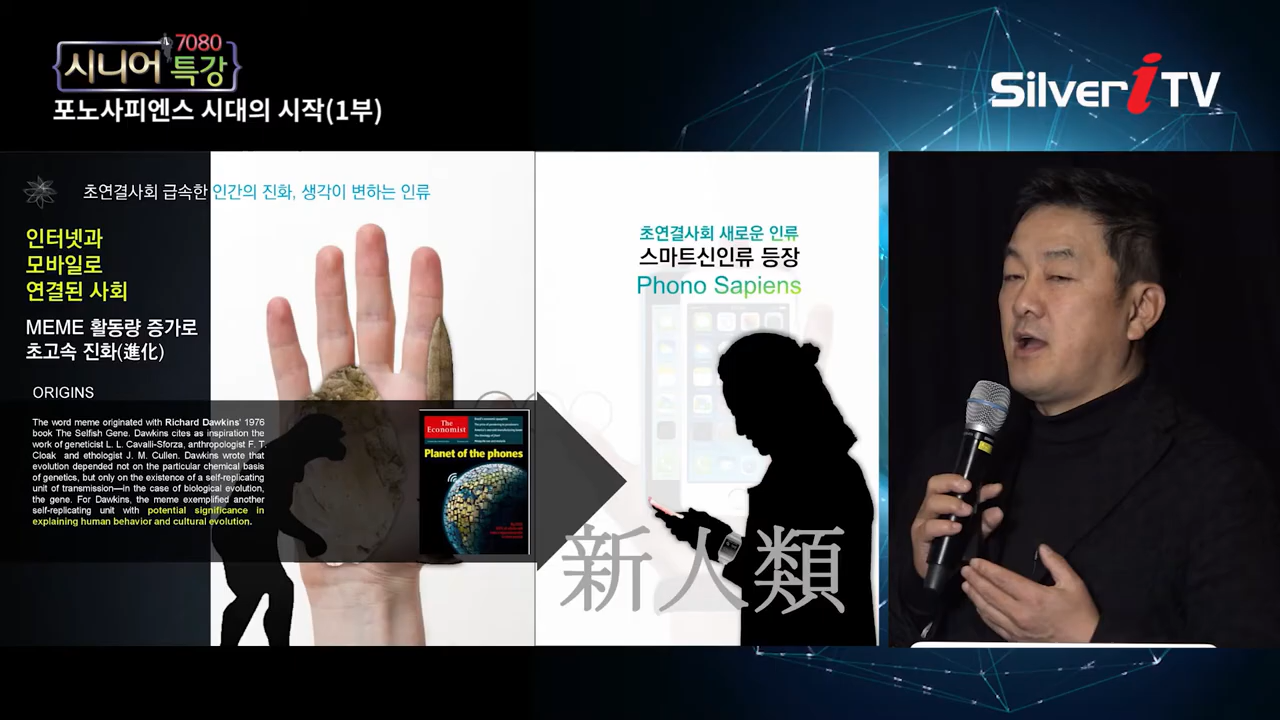 7080
시니어 특강
포노사피엔스 시대의 시작(1부)
Silver i TV
초연결사회 급속한 인간의 진화, 생각이 변하는 인류
인터넷과
모바일로
연결된 사회
MEME 활동량 증가로
초고속 진화(進化)
ORIGINS
The word meme originated with Richard Dawkins' 1976
book The Selfish Gene. Dawkins cites as inspiration the
work of geneticist L. L. Cavalli-Sforza, anthropologist F. T.
Cloak and ethologist J. M. Cullen. Dawkins wrote that
evolution depended not on the particular chemical basis
of genetics, but only on the existence of a self-replicating
unit of transmission—in the case of biological evolution,
the gene. For Dawkins, the meme exemplified another
self-replicating unit with potential significance in
explaining human behavior and cultural evolution.
The
Economist
Planet of the phones
초연결사회 새로운 인류
스마트신인류 등장
Phono Sapiens
新人類